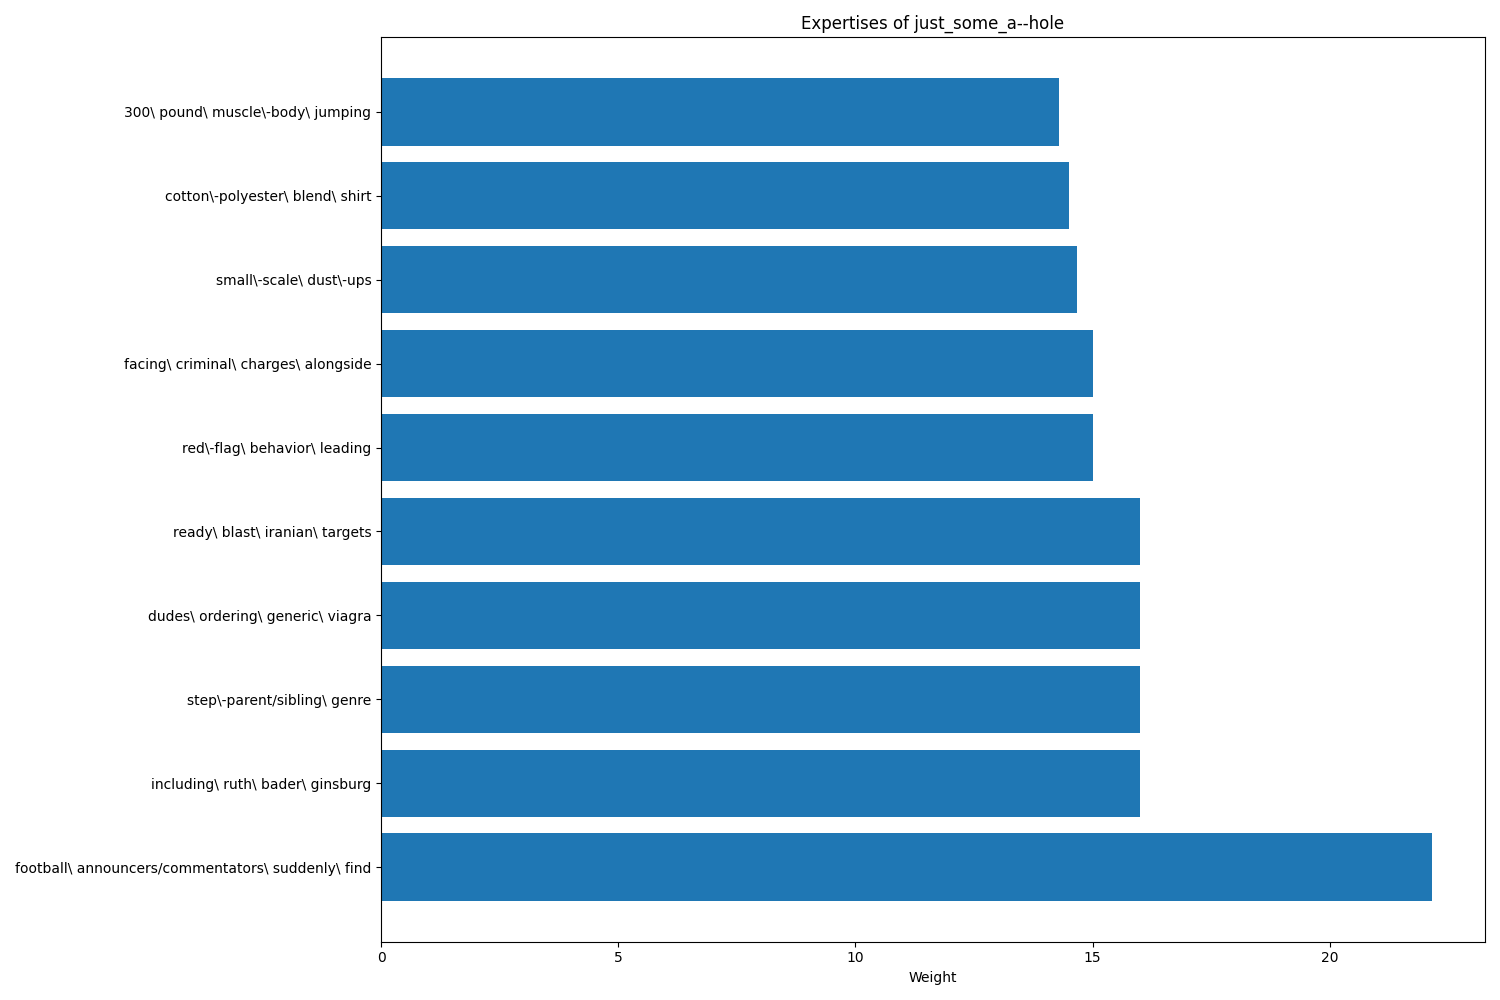 Expertises of just_some_a--hole
300\ pound\ muscle\-body\ jumping
cotton\-polyester\ blend\ shirt
small\-scale\ dust\-ups
facing\ criminal\ charges\ alongside
red\-flag\ behavior\ leading
ready\ blast\ iranian\ targets
dudes\ ordering\ generic\ viagra
step\-parent/sibling\ genre
including\ ruth\ bader\ ginsburg
football\ announcers/commentators\ suddenly\ find
0 5 10 15 20
Weight